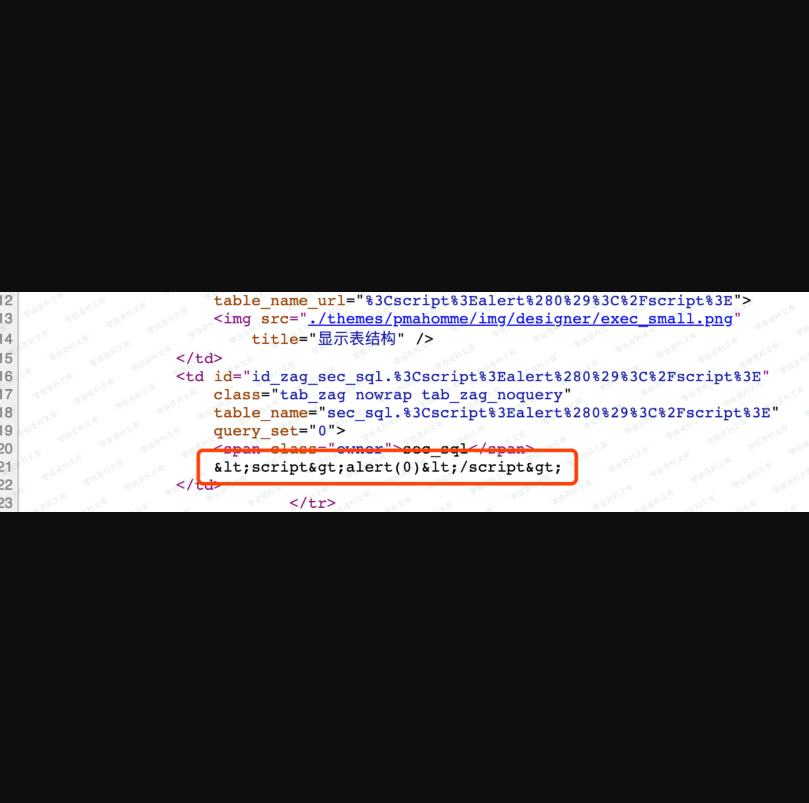 12 table_name_url="%3Cscript%3Ealert%280%29%3C%2Fscript%3E">
13 <img src="./themes/pmahomme/img/designer/exec_small.png"
14 title="显示表结构" />
15 </td>
16 <td id="id_zag_sec_sql.%3Cscript%3Ealert%280%29%3C%2Fscript%3E"
17 class="tab_zag nowrap tab_zag_noquery"
18 table_name="sec_sql.%3Cscript%3Ealert%280%29%3C%2Fscript%3E"
19 query_set="0">
20 <span class="owner">sec_sql</span>
21 &lt;script&gt;alert(0)&lt;/script&gt;
22 </td>
23 </tr>